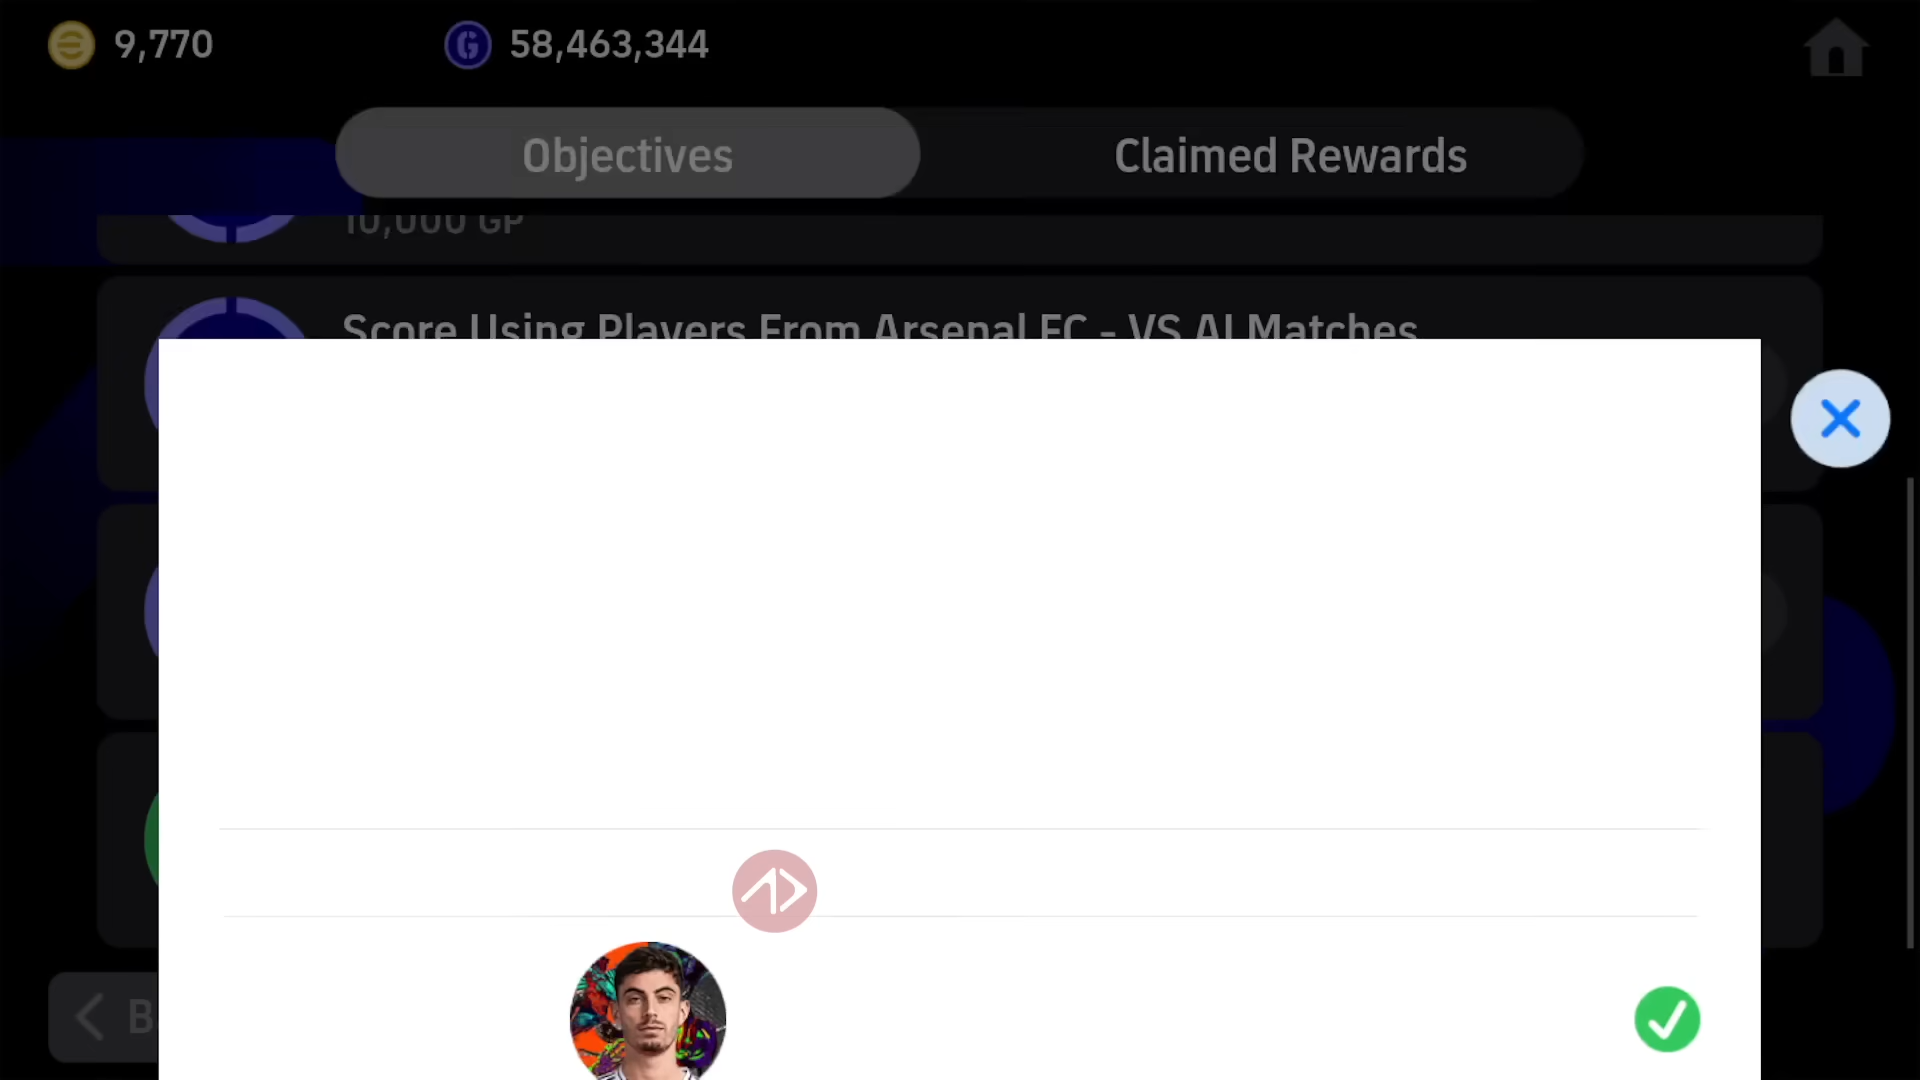 9,770
58,463,344
Objectives
Claimed Rewards
10,000 GP
Score Using Players From Arsenal FC - VS AI Matches
B